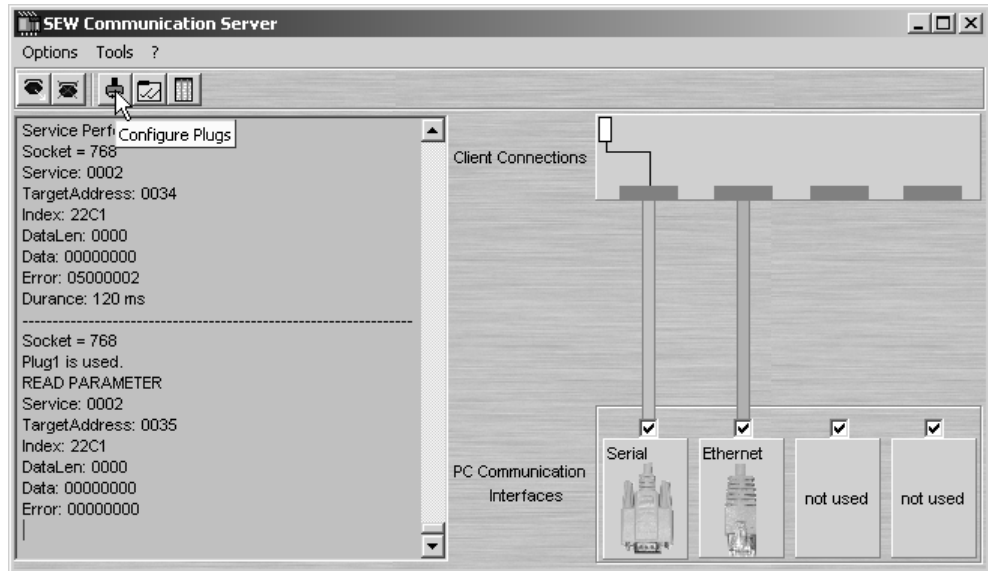 SEW Communication Server
Options Tools ?
Configure Plugs
Socket = 768
Service: 0002
TargetAddress: 0034
Index: 22C1
DataLen: 0000
Data: 00000000
Error: 05000002
Durance: 120 ms
Socket = 768
Plug1 is used.
READ PARAMETER
Service: 0002
TargetAddress: 0035
Index: 22C1
DataLen: 0000
Data: 00000000
Error: 00000000
Client Connections
PC Communication
Interfaces
Serial
Ethernet
not used
not used